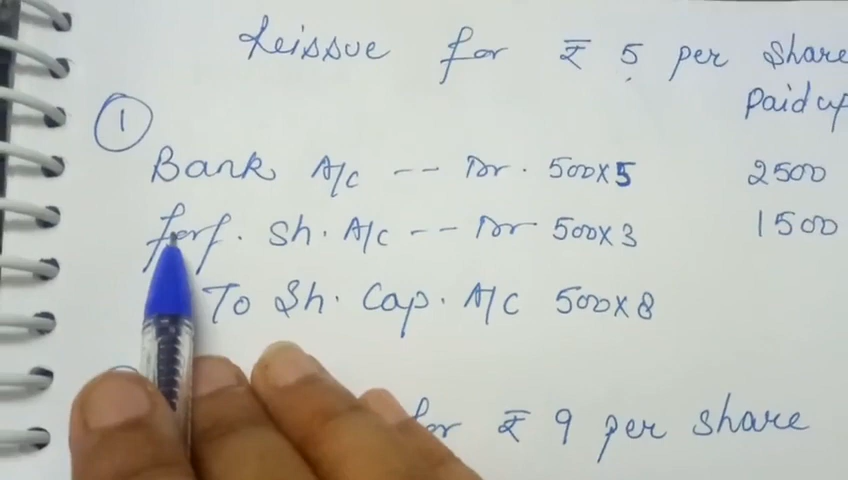 Reissue for ₹ 5 per share
Paid up
1
Bank A/c -- Dr. 500x5 2500
forf. Sh. A/c -- Dr 500x3 1500
To Sh. Cap. A/c 500x8
for ₹ 9 per share